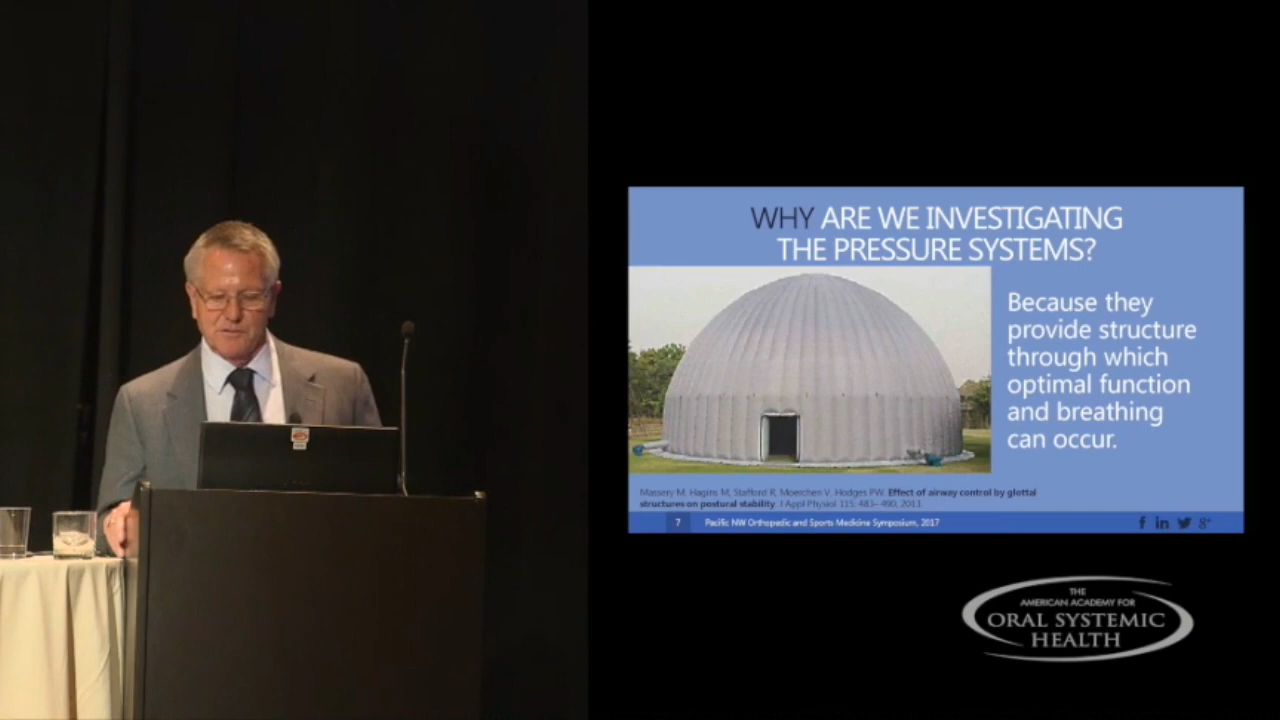 WHY ARE WE INVESTIGATING
THE PRESSURE SYSTEMS?
Because they
provide structure
through which
optimal function
and breathing
can occur.
Massery M, Hagins M, Stafford R, Moerchen V, Hodges PW. Effect of airway control by glottal
structures on postural stability. J Appl Physiol 115: 483–490, 2013.
7 Pacific NW Orthopedic and Sports Medicine Symposium, 2017
f in g+
THE
AMERICAN ACADEMY FOR
ORAL SYSTEMIC
HEALTH